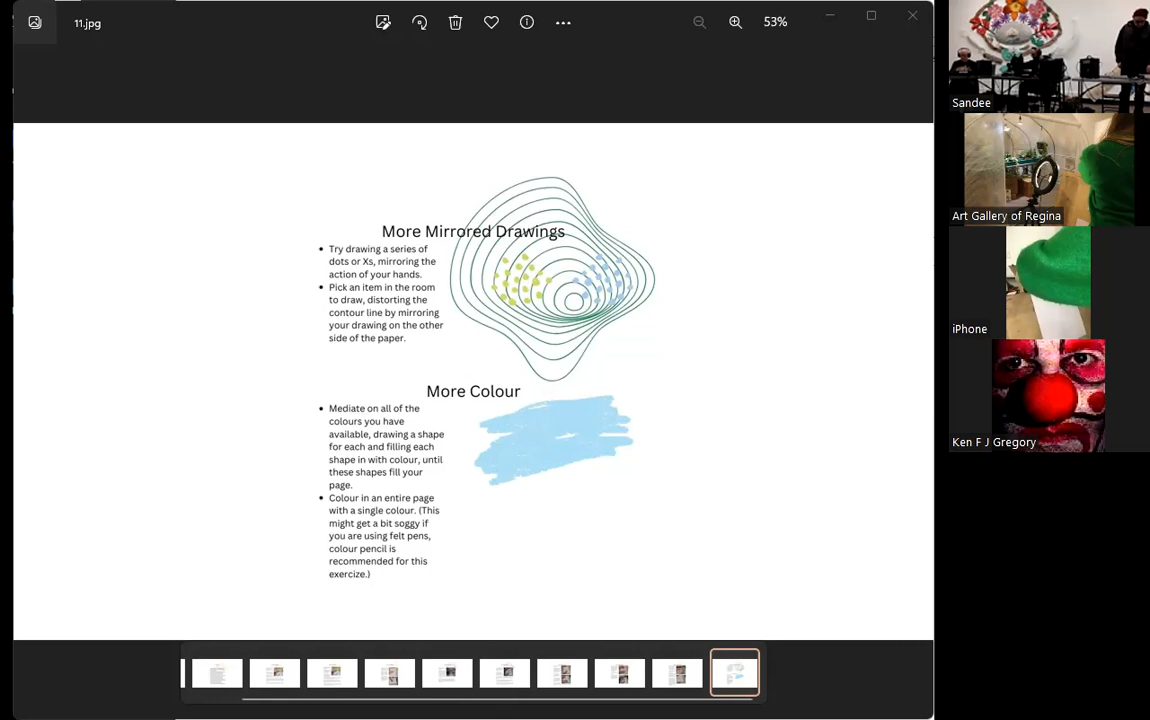 11.jpg
53%
More Mirrored Drawings
Try drawing a series of
dots or Xs, mirroring the
action of your hands.
Pick an item in the room
to draw, distorting the
contour line by mirroring
your drawing on the other
side of the paper.
More Colour
Mediate on all of the
colours you have
available, drawing a shape
for each and filling each
shape in with colour, until
these shapes fill your
page.
Colour in an entire page
with a single colour. (This
might get a bit soggy if
you are using felt pens,
colour pencil is
recommended for this
exercize.)
Sandee
Art Gallery of Regina
iPhone
Ken F J Gregory